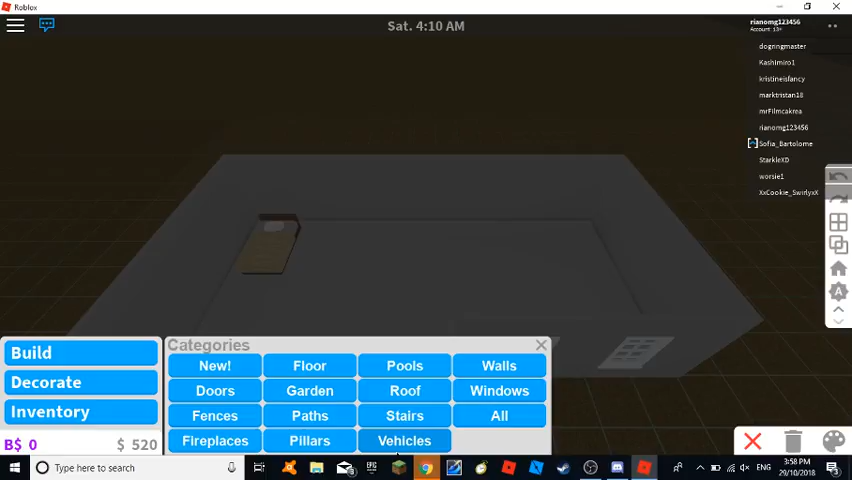 Roblox
Sat. 4:10 AM
rianomg123456
Account: 13+
dogringmaster
Kashimiro1
kristineisfancy
marktristan18
mrFilmcakrea
rianomg123456
Sofia_Bartolome
StarkleXD
worsie1
XxCookie_SwirlyxX
A
Build
Decorate
Inventory
B$ 0
$ 520
Categories
New! Floor Pools Walls
Doors Garden Roof Windows
Fences Paths Stairs All
Fireplaces Pillars Vehicles
Type here to search
EPIC
ENG
3:58 PM
29/10/2018